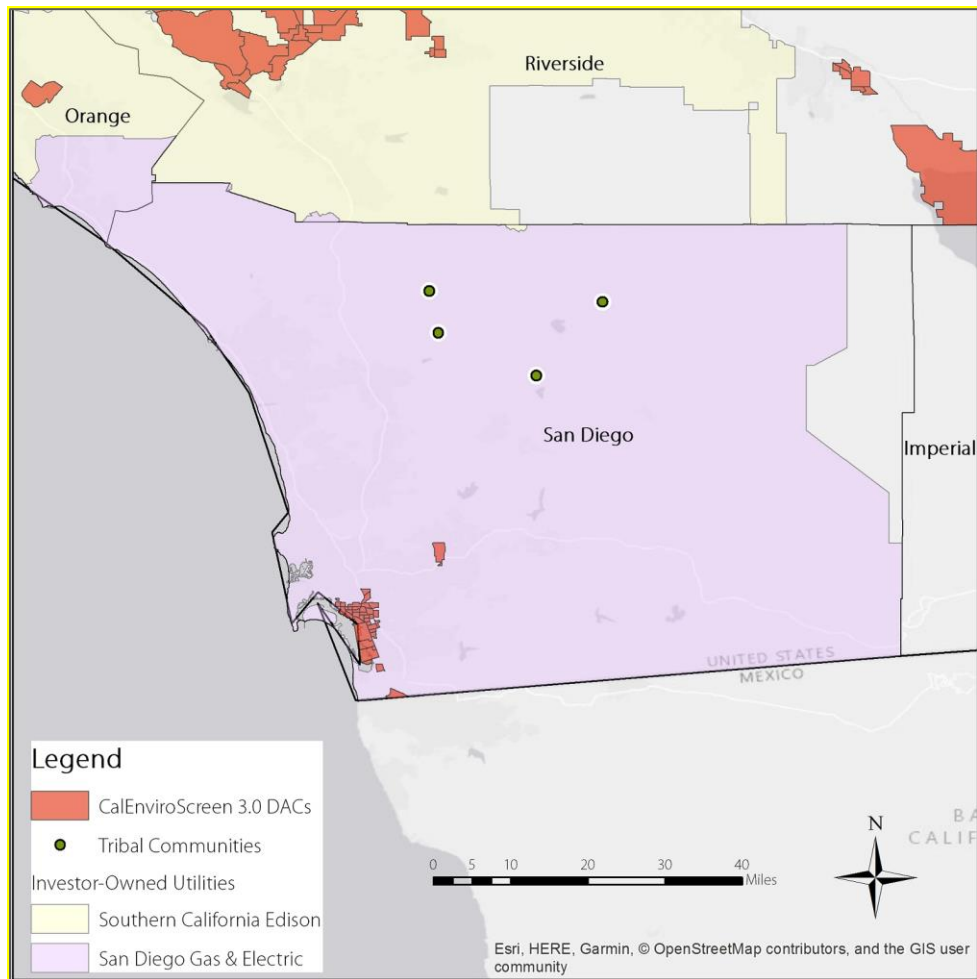 Riverside
Orange
San Diego
Imperial
UNITED STATES
MEXICO
Legend
CalEnviroScreen 3.0 DACs
Tribal Communities
Investor-Owned Utilities
Southern California Edison
San Diego Gas & Electric
BA
CALIF
N
0 5 10 20 30 40
Miles
Esri, HERE, Garmin, © OpenStreetMap contributors, and the GIS user
community